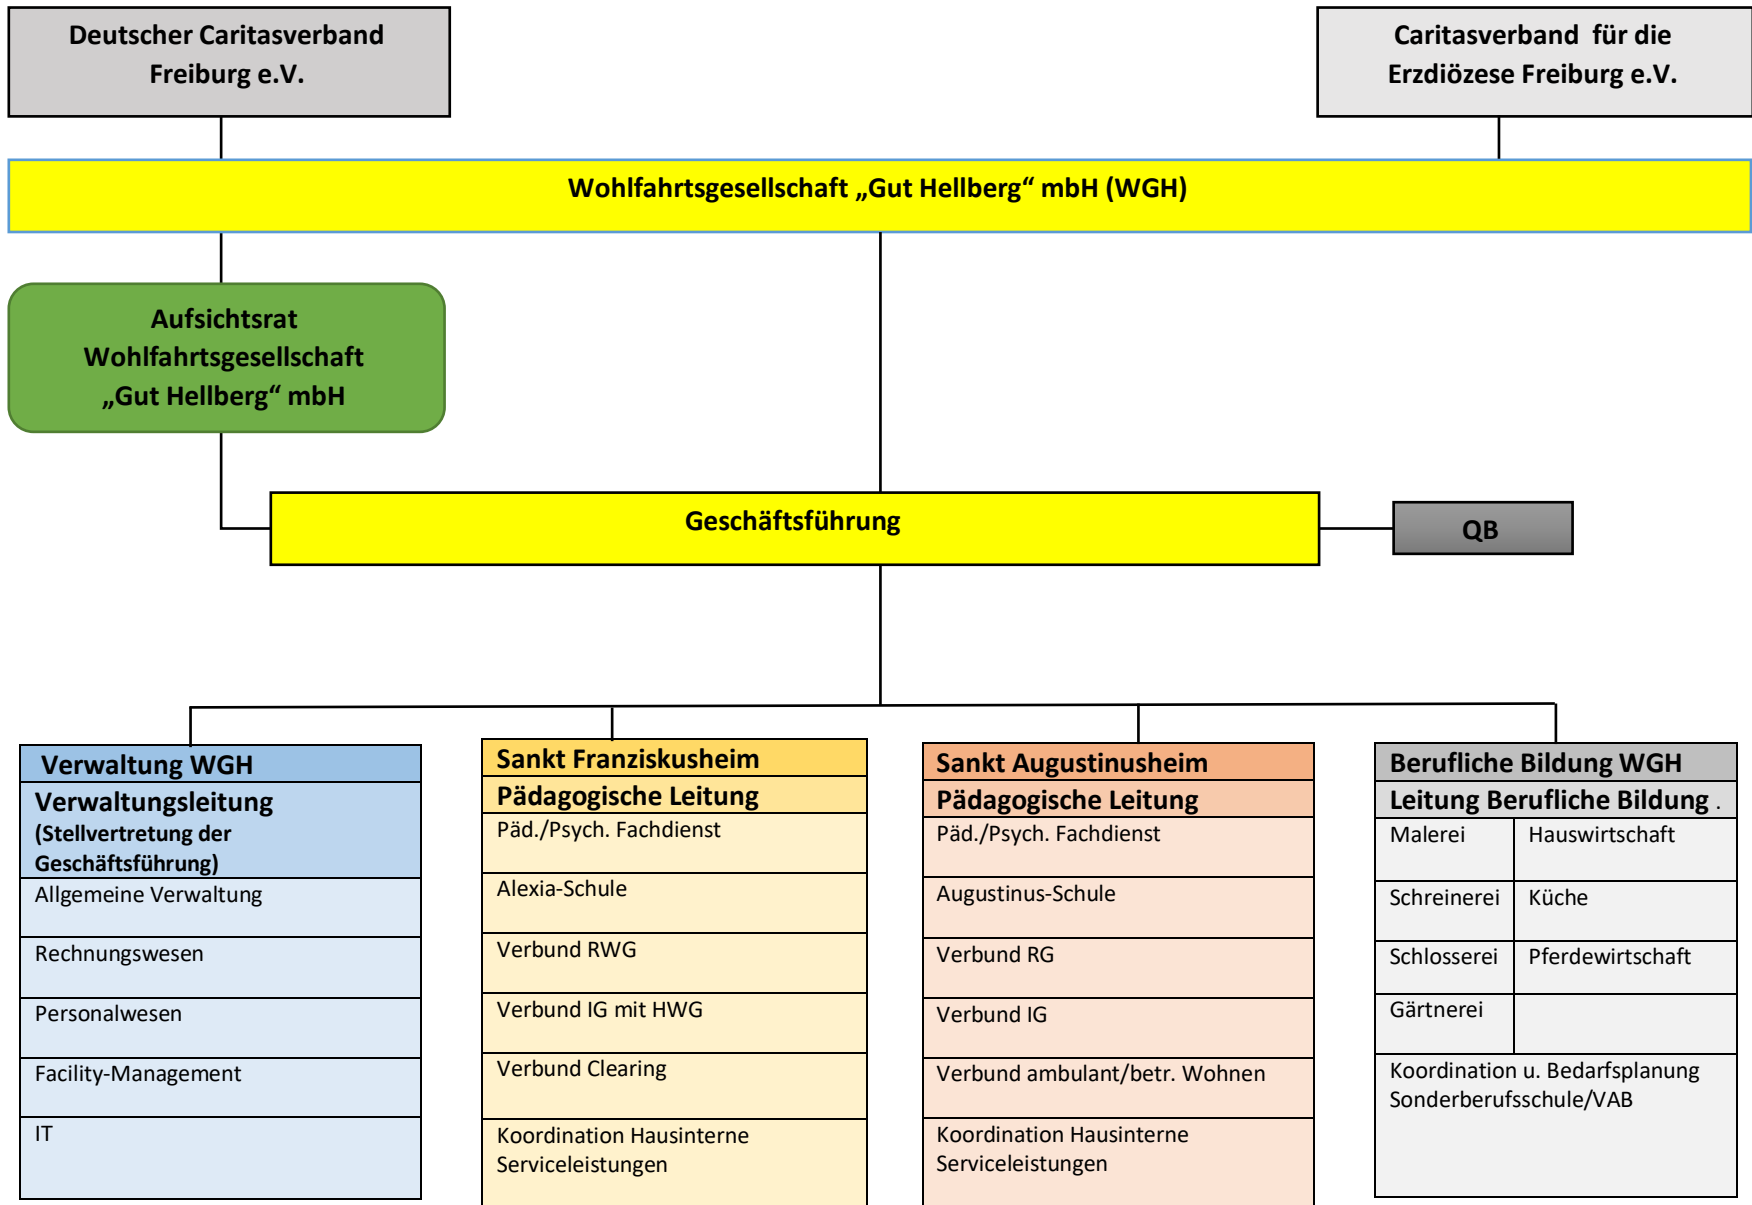 Deutscher Caritasverband
Freiburg e.V.
Caritasverband  für die
Erzdiözese Freiburg e.V.
Wohlfahrtsgesellschaft „Gut Hellberg“ mbH (WGH)
Aufsichtsrat
Wohlfahrtsgesellschaft
„Gut Hellberg“ mbH
Geschäftsführung
QB
Verwaltung WGH
Verwaltungsleitung
(Stellvertretung der
Geschäftsführung)
Allgemeine Verwaltung
Rechnungswesen
Personalwesen
Facility-Management
IT
Sankt Franziskusheim
Pädagogische Leitung
Päd./Psych. Fachdienst
Alexia-Schule
Verbund RWG
Verbund IG mit HWG
Verbund Clearing
Koordination Hausinterne
Serviceleistungen
Sankt Augustinusheim
Pädagogische Leitung
Päd./Psych. Fachdienst
Augustinus-Schule
Verbund RG
Verbund IG
Verbund ambulant/betr. Wohnen
Koordination Hausinterne
Serviceleistungen
Berufliche Bildung WGH
Leitung Berufliche Bildung .
Malerei Hauswirtschaft
Schreinerei Küche
Schlosserei Pferdewirtschaft
Gärtnerei
Koordination u. Bedarfsplanung
Sonderberufsschule/VAB